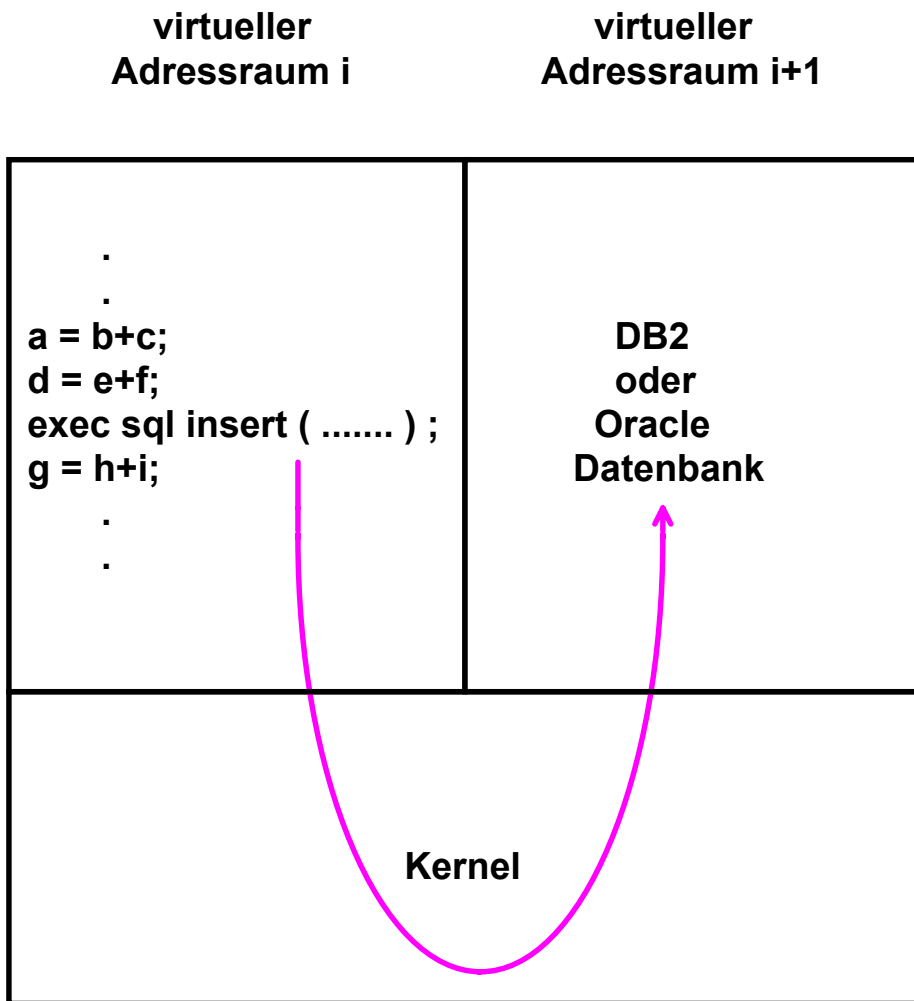 virtueller
Adressraum i
virtueller
Adressraum i+1
.
.
a = b+c;
d = e+f;
exec sql insert ( ....... ) ;
g = h+i;
.
.
DB2
oder
Oracle
Datenbank
Kernel